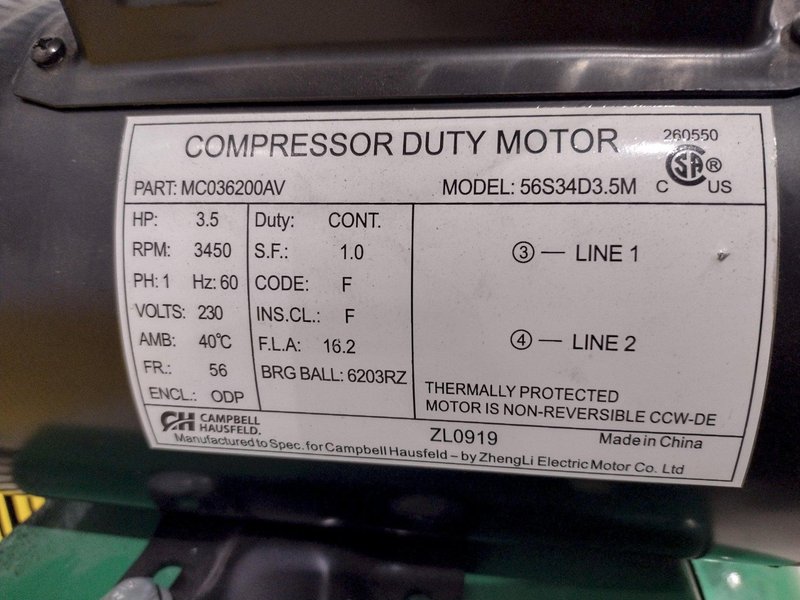 COMPRESSOR DUTY MOTOR
260550
SA®
C US
PART: MC036200AV MODEL: 56S34D3.5M
HP: 3.5
RPM: 3450
PH: 1 Hz: 60
VOLTS: 230
AMB: 40℃
FR.: 56
ENCL.: ODP
Duty: CONT.
S.F.: 1.0
CODE: F
INS.CL.: F
F.L.A: 16.2
BRG BALL: 6203RZ
③ — LINE 1
④ — LINE 2
THERMALLY PROTECTED
MOTOR IS NON-REVERSIBLE CCW-DE
CH CAMPBELL
HAUSFELD.
ZL0919
Made in China
Manufactured to Spec. for Campbell Hausfeld – by ZhengLi Electric Motor Co. Ltd